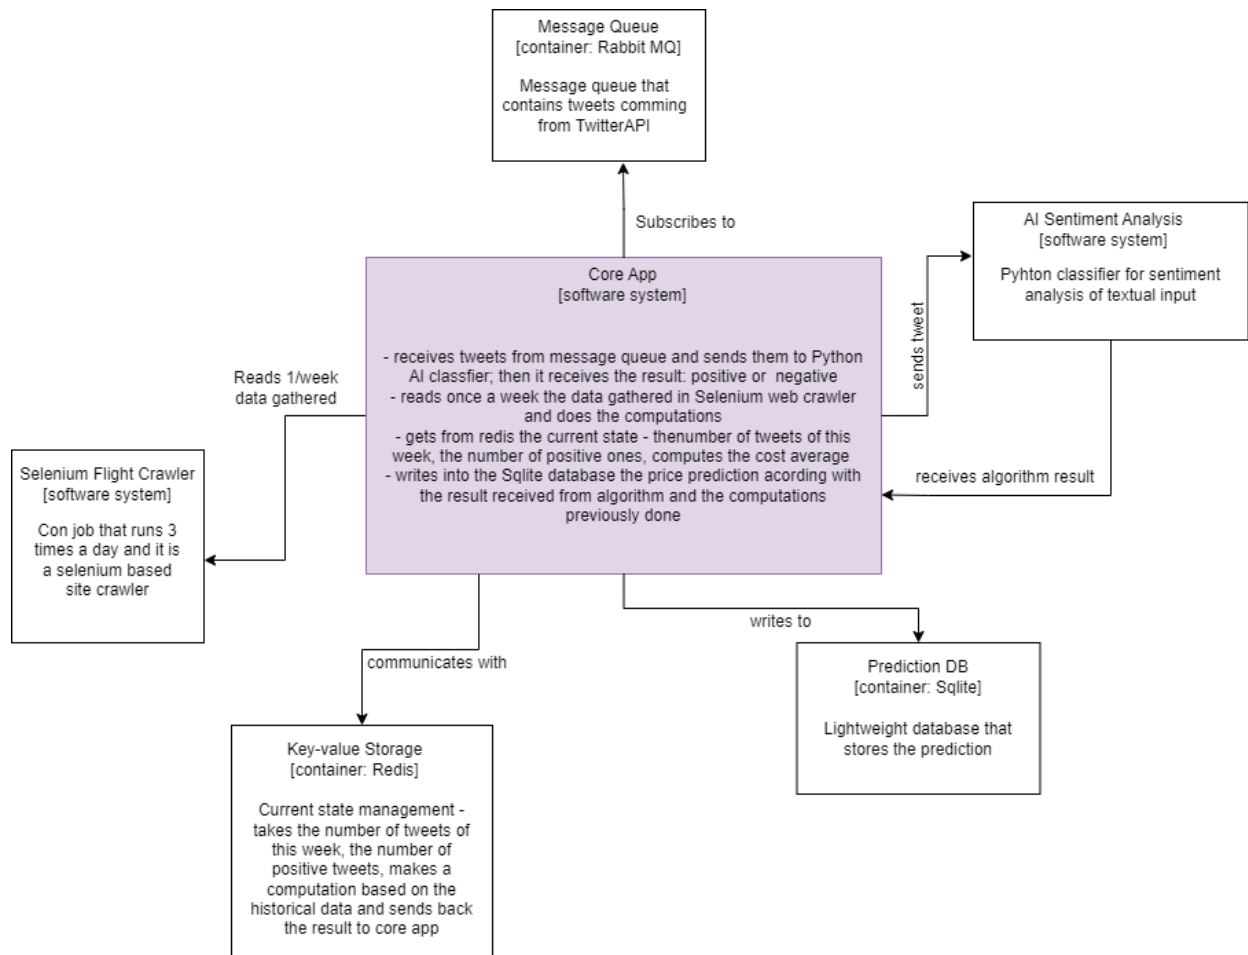 Message Queue
[container: Rabbit MQ]
Message queue that
contains tweets comming
from TwitterAPI
Subscribes to
AI Sentiment Analysis
[software system]
Pyhton classifier for sentiment
analysis of textual input
sends tweet
receives algorithm result
Core App
[software system]
- receives tweets from message queue and sends them to Python
AI classfier; then it receives the result: positive or negative
- reads once a week the data gathered in Selenium web crawler
and does the computations
- gets from redis the current state - thenumber of tweets of this
week, the number of positive ones, computes the cost average
- writes into the Sqlite database the price prediction acording with
the result received from algorithm and the computations
previously done
Reads 1/week
data gathered
Selenium Flight Crawler
[software system]
Con job that runs 3
times a day and it is
a selenium based
site crawler
communicates with
writes to
Prediction DB
[container: Sqlite]
Lightweight database that
stores the prediction
Key-value Storage
[container: Redis]
Current state management -
takes the number of tweets of
this week, the number of
positive tweets, makes a
computation based on the
historical data and sends back
the result to core app